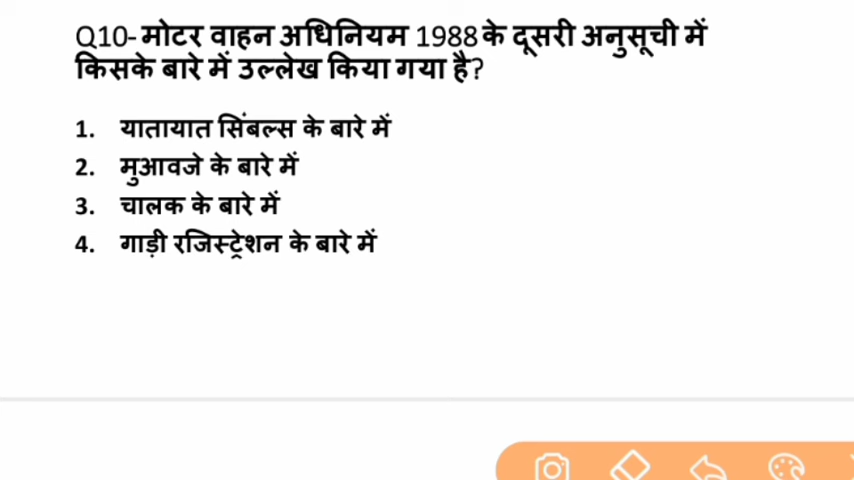 Q10- मोटर वाहन अधिनियम 1988 के दूसरी अनुसूची में
किसके बारे में उल्लेख किया गया है?
1. यातायात सिंबल्स के बारे में
2. मुआवजे के बारे में
3. चालक के बारे में
4. गाड़ी रजिस्ट्रेशन के बारे में